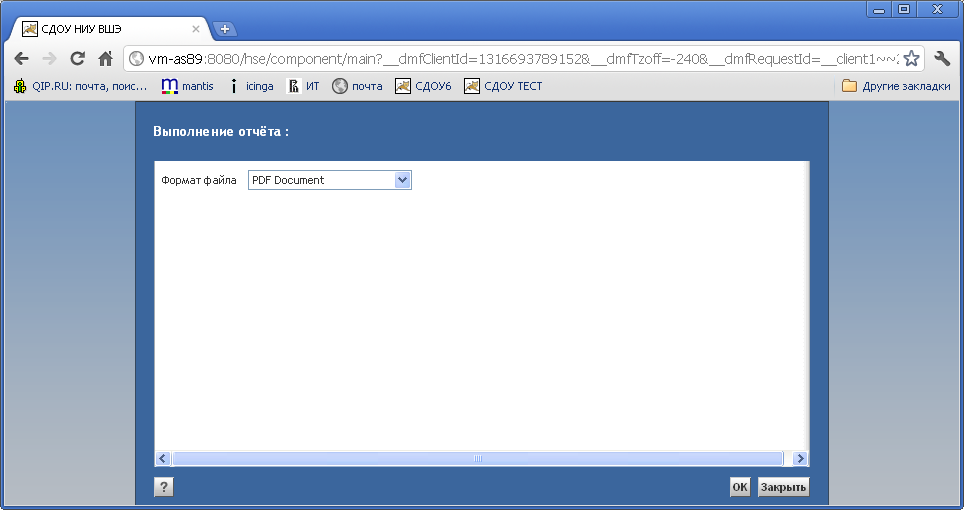 СДОУ НИУ ВШЭ
vm-as89:8080/hse/component/main?__dmfClientId=1316693789152&__dmfTzoff=-240&__dmfRequestId=__client1~~2
QIP.RU: почта, поис... mantis icinga ИТ почта СДОУ6 СДОУ ТЕСТ Другие закладки
Выполнение отчёта :
Формат файла PDF Document
? OK Закрыть